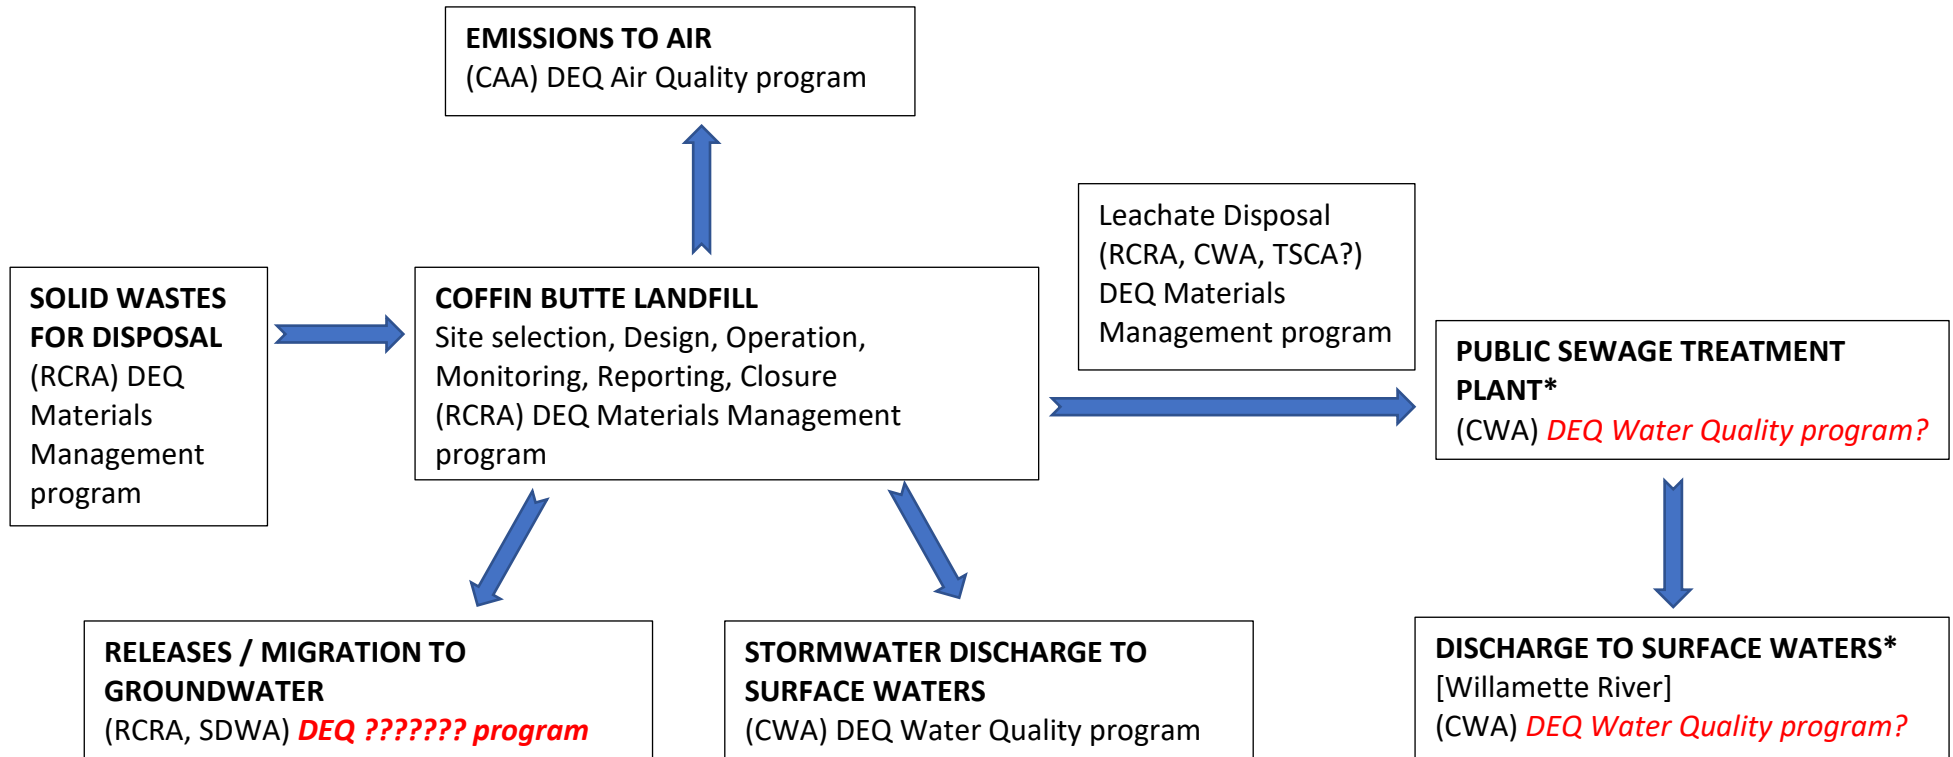 EMISSIONS TO AIR
(CAA) DEQ Air Quality program
SOLID WASTES
FOR DISPOSAL
(RCRA) DEQ
Materials
Management
program
COFFIN BUTTE LANDFILL
Site selection, Design, Operation,
Monitoring, Reporting, Closure
(RCRA) DEQ Materials Management
program
Leachate Disposal
(RCRA, CWA, TSCA?)
DEQ Materials
Management program
PUBLIC SEWAGE TREATMENT
PLANT*
(CWA) DEQ Water Quality program?
RELEASES / MIGRATION TO
GROUNDWATER
(RCRA, SDWA) DEQ ??????? program
STORMWATER DISCHARGE TO
SURFACE WATERS
(CWA) DEQ Water Quality program
DISCHARGE TO SURFACE WATERS*
[Willamette River]
(CWA) DEQ Water Quality program?